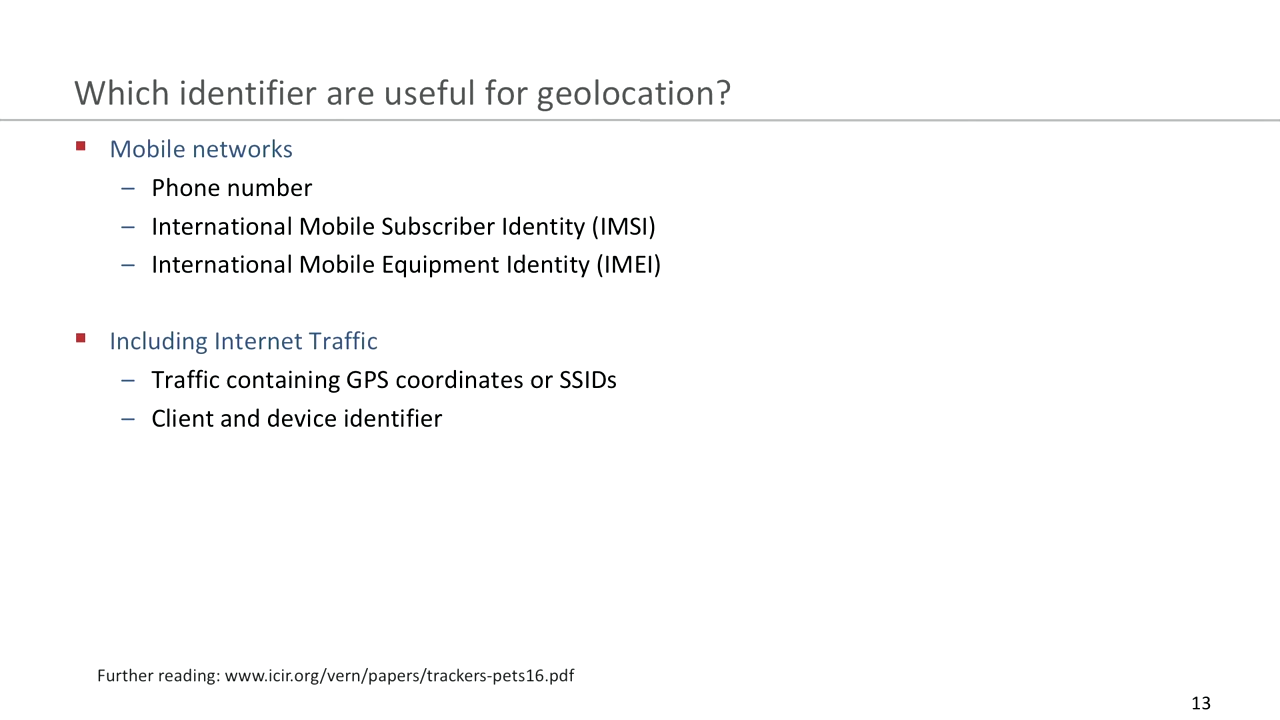 Which identifier are useful for geolocation?
Mobile networks
– Phone number
– International Mobile Subscriber Identity (IMSI)
– International Mobile Equipment Identity (IMEI)
Including Internet Traffic
– Traffic containing GPS coordinates or SSIDs
– Client and device identifier
Further reading: www.icir.org/vern/papers/trackers-pets16.pdf
13